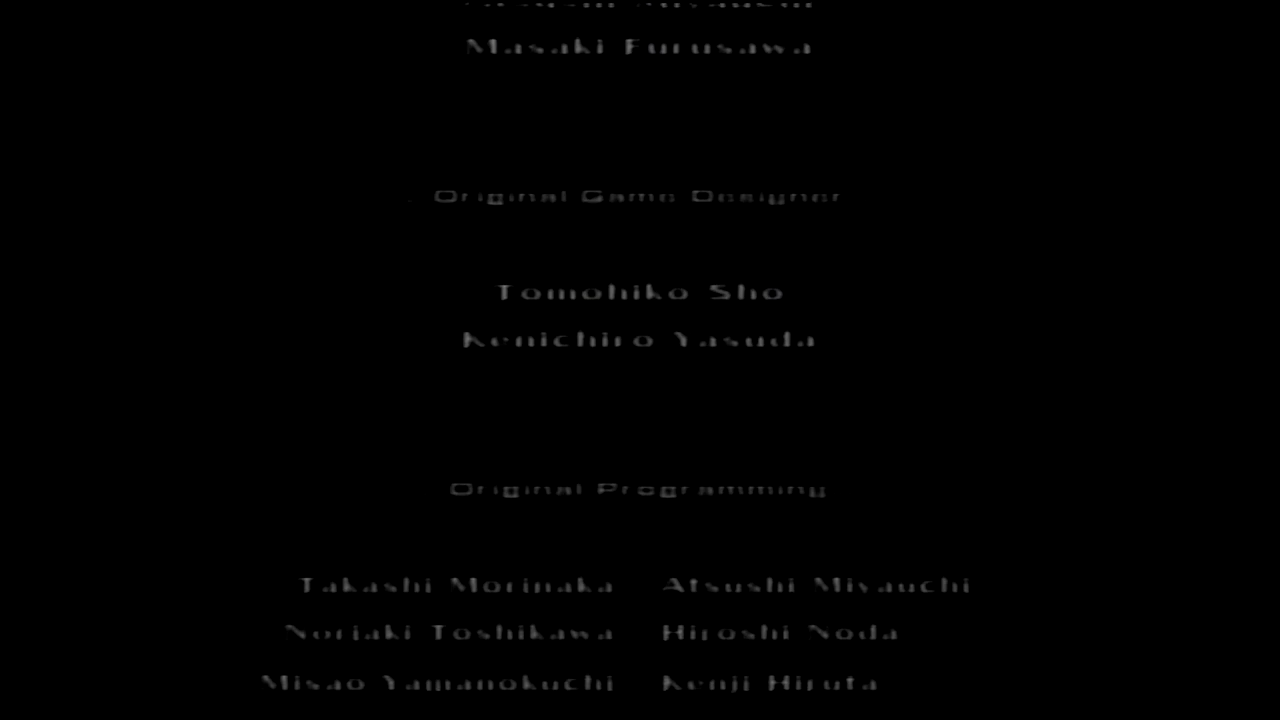 Masaki Furusawa
Original Game Designer
Tomohiko Sho
Kenichiro Yasuda
Original Programming
Takashi Morinaka Atsushi Miyauchi
Noriaki Toshikawa Hiroshi Noda
Misao Yamanokuchi Kenji Hiruta